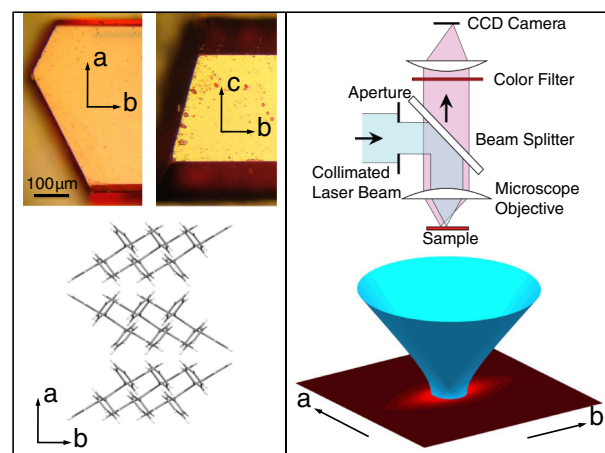 a
b
100μm
c
b
a
b
CCD Camera
Color Filter
Aperture
Beam Splitter
Collimated
Laser Beam
Microscope
Objective
Sample
a
b